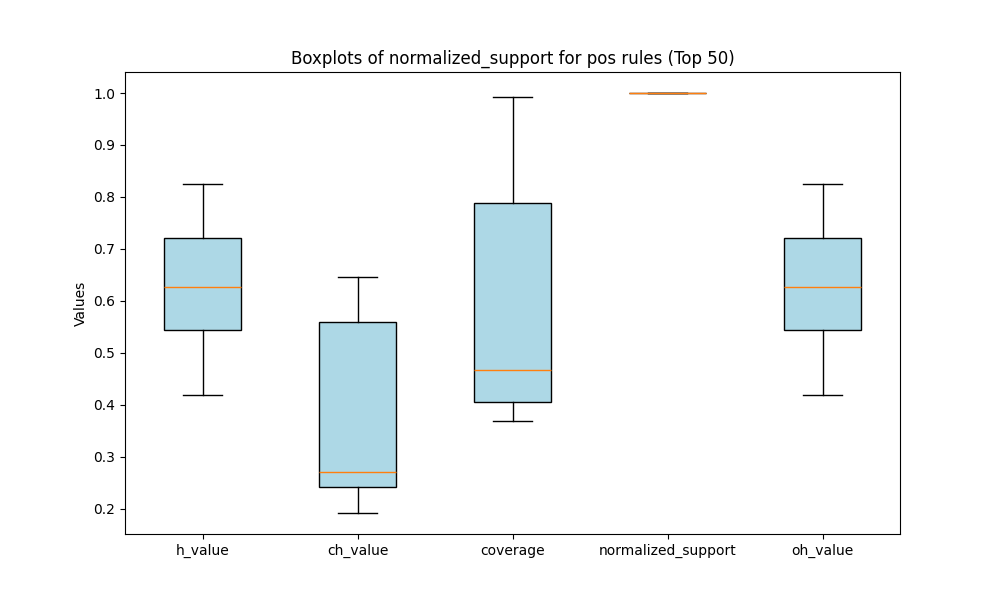 Boxplots of normalized_support for pos rules (Top 50)
Values
1.0
0.9
0.8
0.7
0.6
0.5
0.4
0.3
0.2
h_value
ch_value
coverage
normalized_support
oh_value